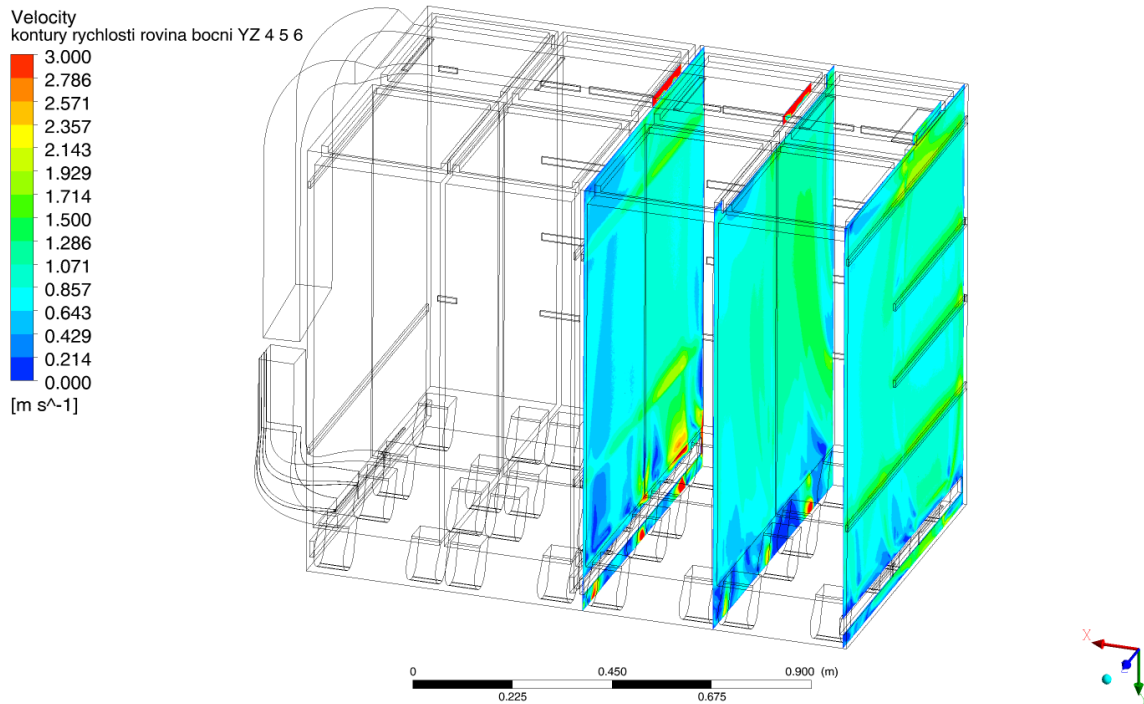 Velocity
kontury rychlosti rovina bocni YZ 4 5 6
3.000
2.786
2.571
2.357
2.143
1.929
1.714
1.500
1.286
1.071
0.857
0.643
0.429
0.214
0.000
[m s^-1]
0 0.450 0.900 (m)
0.225 0.675
X
Z
Y